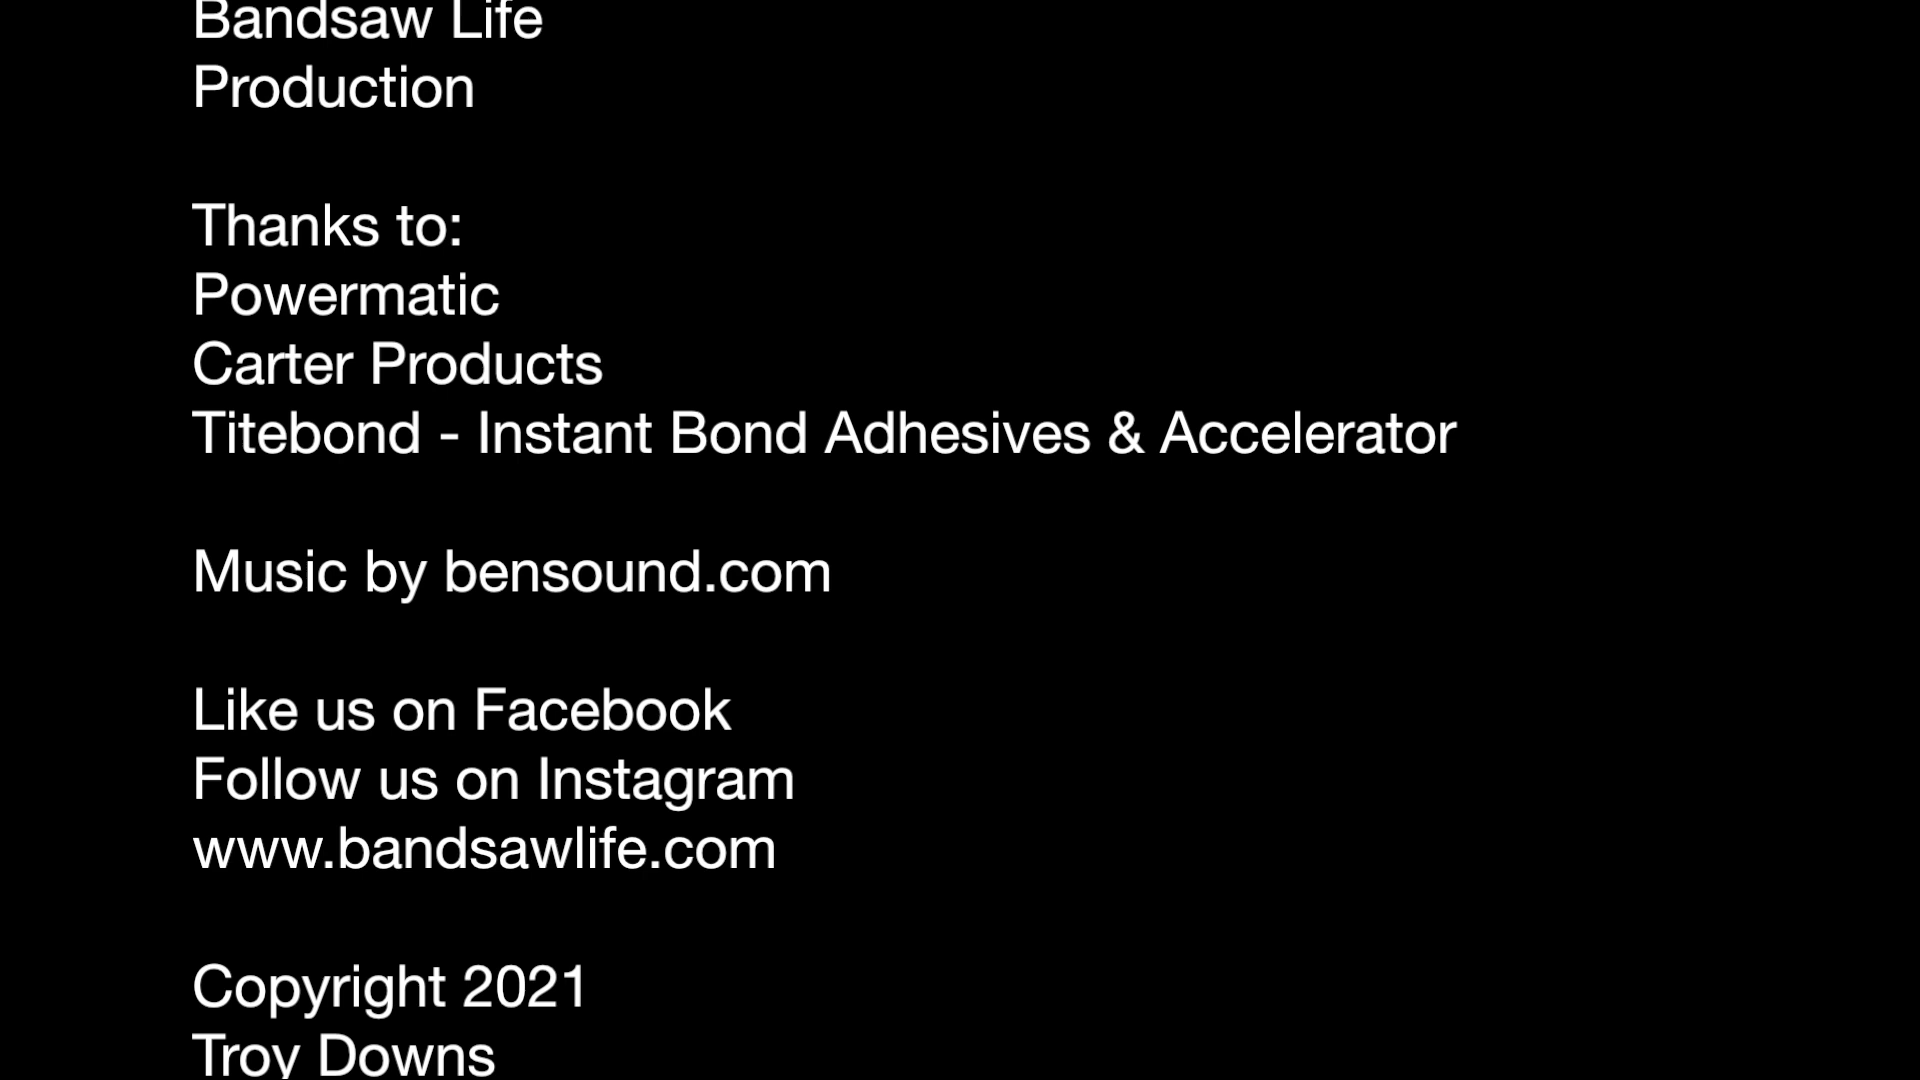 Bandsaw Life
Production
Thanks to:
Powermatic
Carter Products
Titebond - Instant Bond Adhesives & Accelerator
Music by bensound.com
Like us on Facebook
Follow us on Instagram
www.bandsawlife.com
Copyright 2021
Troy Downs